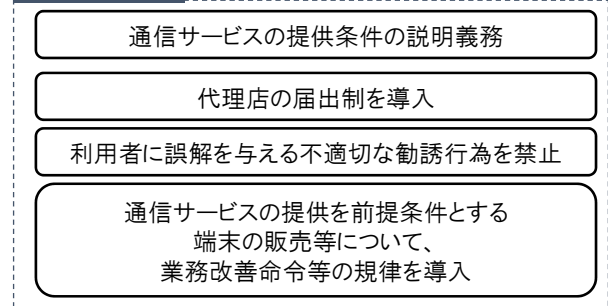 通信サービスの提供条件の説明義務
代理店の届出制を導入
利用者に誤解を与える不適切な勧誘行為を禁止
通信サービスの提供を前提条件とする
端末の販売等について、
業務改善命令等の規律を導入